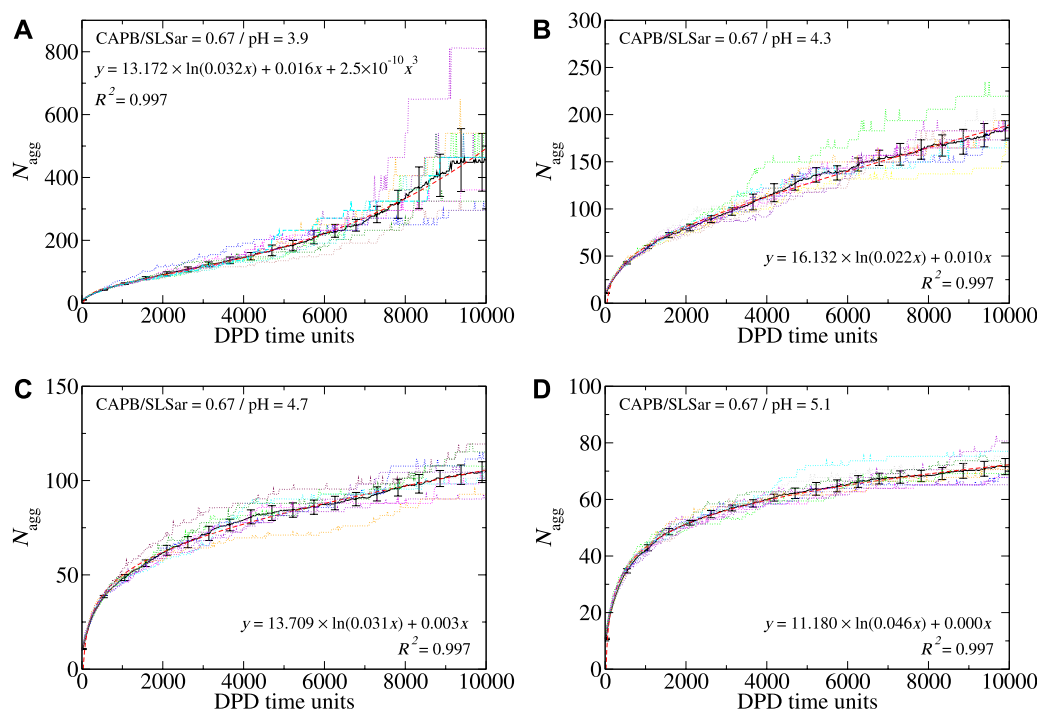 A
CAPB/SLSar = 0.67 / pH = 3.9
y = 13.172 × ln(0.032x) + 0.016x + 2.5×10⁻¹⁰x³
R² = 0.997
800
600
400
200
0
N_agg
0 2000 4000 6000 8000 10000
DPD time units
B
CAPB/SLSar = 0.67 / pH = 4.3
300
250
200
150
100
50
0
N_agg
y = 16.132 × ln(0.022x) + 0.010x
R² = 0.997
0 2000 4000 6000 8000 10000
DPD time units
C
CAPB/SLSar = 0.67 / pH = 4.7
150
100
50
0
N_agg
y = 13.709 × ln(0.031x) + 0.003x
R² = 0.997
0 2000 4000 6000 8000 10000
DPD time units
D
CAPB/SLSar = 0.67 / pH = 5.1
100
80
60
40
20
0
N_agg
y = 11.180 × ln(0.046x) + 0.000x
R² = 0.997
0 2000 4000 6000 8000 10000
DPD time units